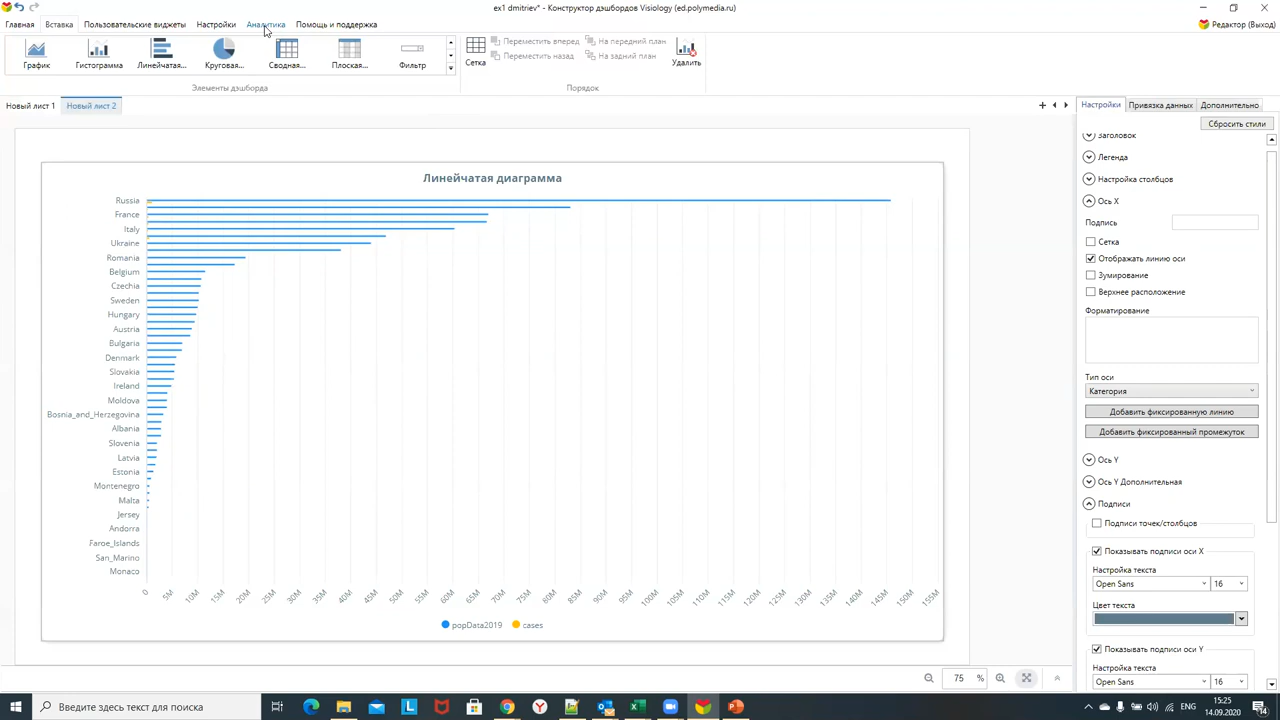 ex1 dmitriev* - Конструктор дэшбордов Visiology (ed.polymedia.ru)
Главная Вставка Пользовательские виджеты Настройки Аналитика Помощь и поддержка Редактор (Выход)
График Гистограмма Линейчатая... Круговая... Сводная... Плоская... Фильтр
Элементы дэшборда
Сетка
Переместить вперед На передний план
Переместить назад На задний план
Удалить
Порядок
Новый лист 1 Новый лист 2
Линейчатая диаграмма
Russia
France
Italy
Ukraine
Romania
Belgium
Czechia
Sweden
Hungary
Austria
Bulgaria
Denmark
Slovakia
Ireland
Moldova
Bosnia_and_Herzegovina
Albania
Slovenia
Latvia
Estonia
Montenegro
Malta
Jersey
Andorra
Faroe_Islands
San_Marino
Monaco
0 5M 10M 15M 20M 25M 30M 35M 40M 45M 50M 55M 60M 65M 70M 75M 80M 85M 90M 95M 100M 105M 110M 115M 120M 125M 130M 135M 140M 145M 150M 155M
popData2019 cases
75 %
Настройки Привязка данных Дополнительно
Сбросить стили
Заголовок
Легенда
Настройка столбцов
Ось X
Подпись
Сетка
Отображать линию оси
Зумирование
Верхнее расположение
Форматирование
Тип оси
Категория
Добавить фиксированную линию
Добавить фиксированный промежуток
Ось Y
Ось Y Дополнительная
Подписи
Подписи точек/столбцов
Показывать подписи оси X
Настройка текста
Open Sans 16
Цвет текста
Показывать подписи оси Y
Настройка текста
Open Sans 16
Введите здесь текст для поиска
ENG
15:25
14.09.2020